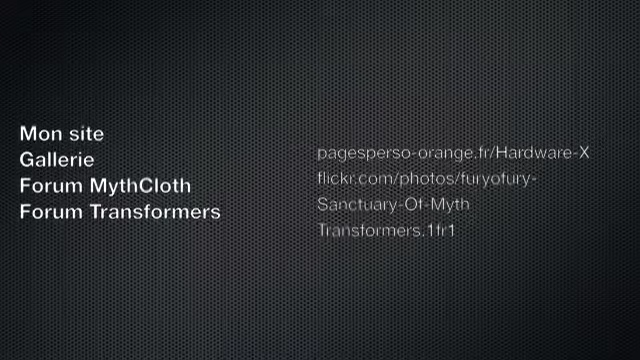 Mon site
Gallerie
Forum MythCloth
Forum Transformers
pagesperso-orange.fr/Hardware-X
flickr.com/photos/furyofury-
Sanctuary-Of-Myth
Transformers.1fr1